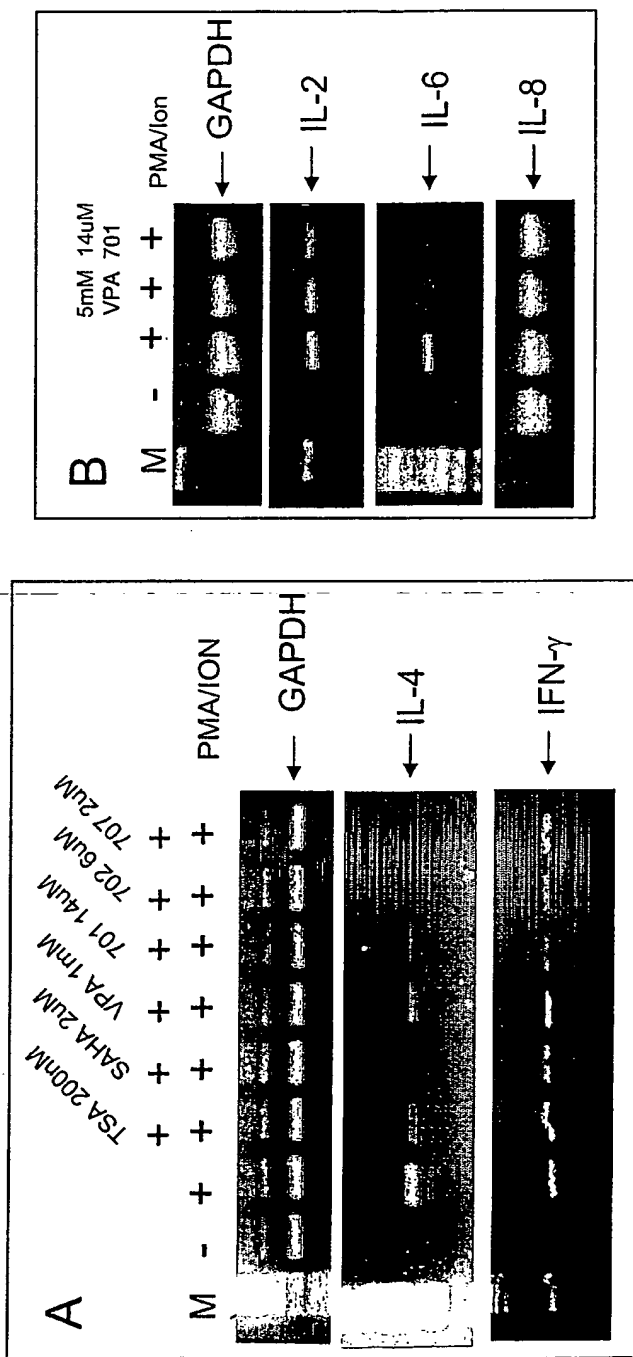 A
TSA 200nM
SAHA 2uM
VPA 1mM
701 14uM
702 6uM
707 2uM
+ + + + + +
M - + + + + + + + PMA/ION
GAPDH
IL-4
IFN-γ
B
5mM 14uM
VPA 701
M - + + + PMA/Ion
GAPDH
IL-2
IL-6
IL-8